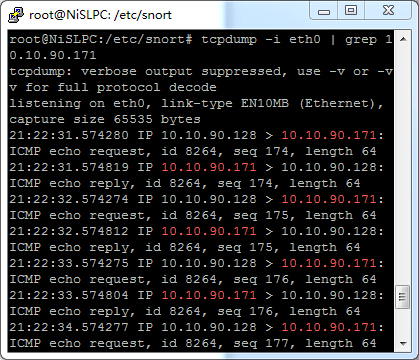 root@NiSLPC: /etc/snort
root@NiSLPC:/etc/snort# tcpdump -i eth0 | grep 1
0.10.90.171
tcpdump: verbose output suppressed, use -v or -v
v for full protocol decode
listening on eth0, link-type EN10MB (Ethernet),
capture size 65535 bytes
21:22:31.574280 IP 10.10.90.128 > 10.10.90.171:
ICMP echo request, id 8264, seq 174, length 64
21:22:31.574819 IP 10.10.90.171 > 10.10.90.128:
ICMP echo reply, id 8264, seq 174, length 64
21:22:32.574274 IP 10.10.90.128 > 10.10.90.171:
ICMP echo request, id 8264, seq 175, length 64
21:22:32.574812 IP 10.10.90.171 > 10.10.90.128:
ICMP echo reply, id 8264, seq 175, length 64
21:22:33.574275 IP 10.10.90.128 > 10.10.90.171:
ICMP echo request, id 8264, seq 176, length 64
21:22:33.574804 IP 10.10.90.171 > 10.10.90.128:
ICMP echo reply, id 8264, seq 176, length 64
21:22:34.574277 IP 10.10.90.128 > 10.10.90.171:
ICMP echo request, id 8264, seq 177, length 64